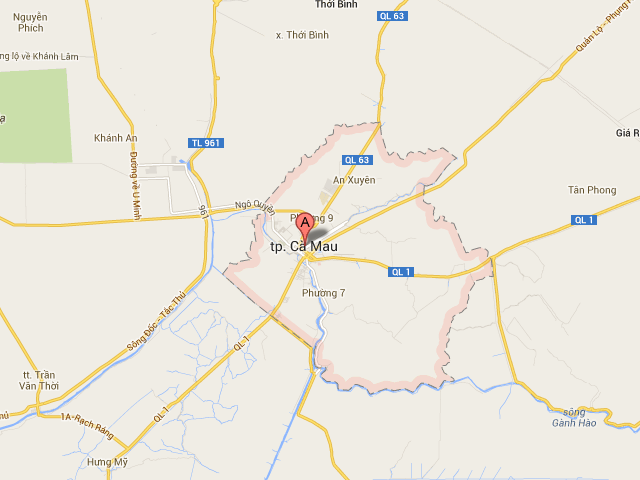 Thới Bình
Nguyễn
Phích
QL 63
x. Thới Bình
Quản Lộ - Phụng
ng lộ về Khánh Lâm
Khánh An
TL 961
Giá R
Đường về U Minh
QL 63
An Xuyên
Tân Phong
961
Ngô Quyền
Phường 9
QL 1
A
tp. Cà Mau
QL 1
Phường 7
Sông Đốc - Tắc Thủ
QL 1
tt. Trần
Văn Thời
1A-Rạch Ráng
QL 1
sông
Gành Hào
Hưng Mỹ